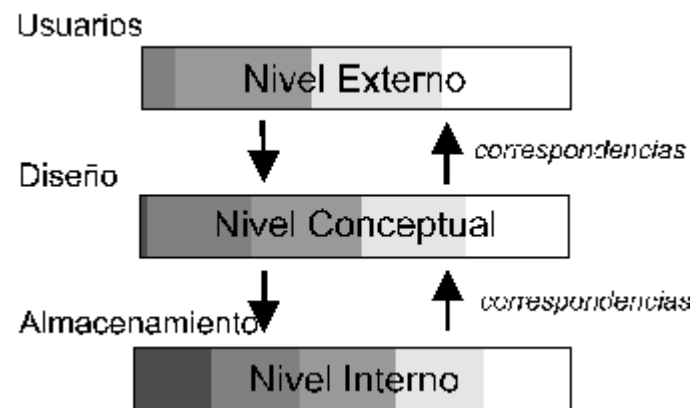 Usuarios
Nivel Externo
correspondencias
Diseño
Nivel Conceptual
correspondencias
Almacenamiento
Nivel Interno